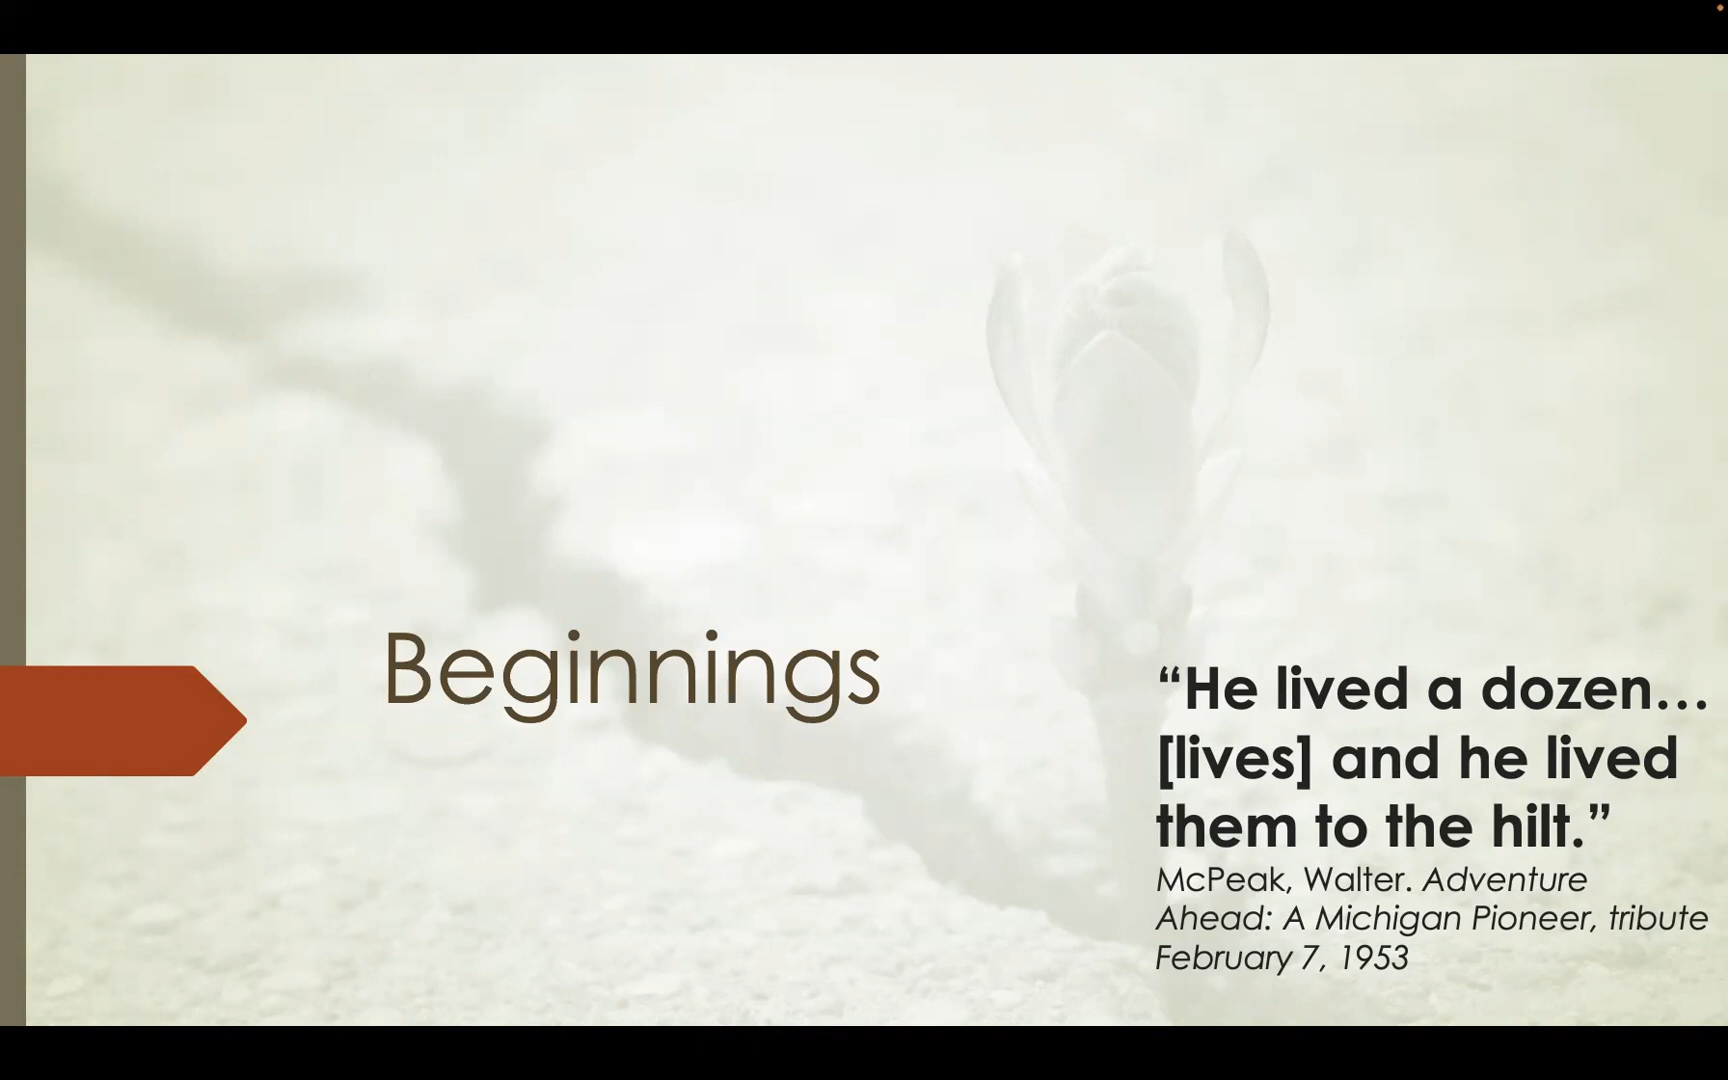 Beginnings
“He lived a dozen…
[lives] and he lived
them to the hilt.”
McPeak, Walter. Adventure
Ahead: A Michigan Pioneer, tribute
February 7, 1953